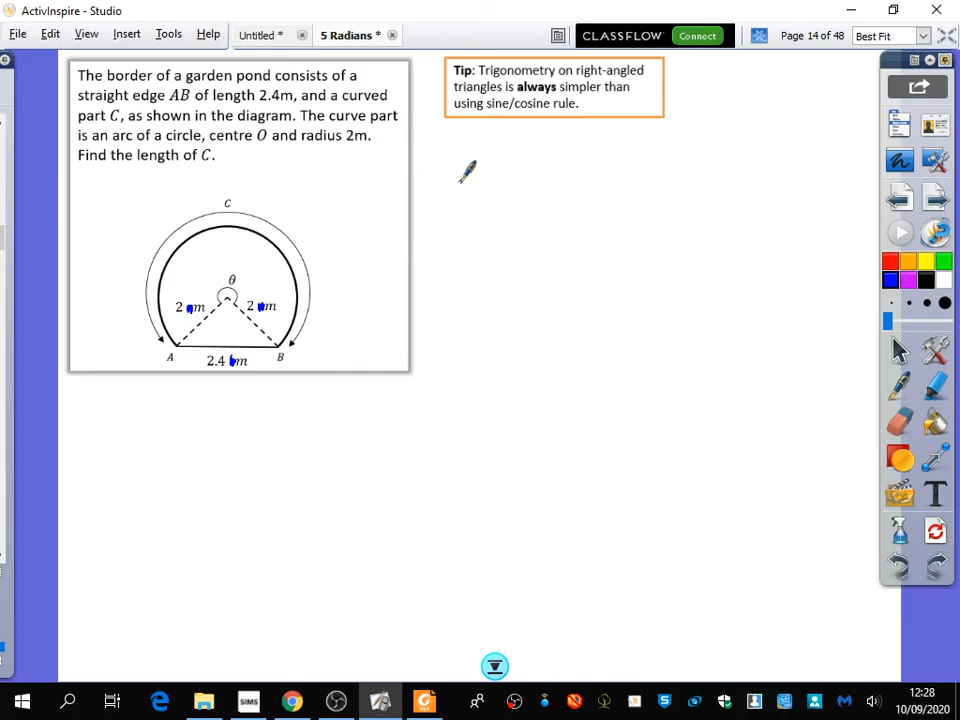 ActivInspire - Studio
File Edit View Insert Tools Help
Untitled *
5 Radians *
CLASSFLOW
Connect
Page 14 of 48
Best Fit
The border of a garden pond consists of a
straight edge AB of length 2.4m, and a curved
part C, as shown in the diagram. The curve part
is an arc of a circle, centre O and radius 2m.
Find the length of C.
C
θ
2 m
2 m
A
B
2.4 m
Tip: Trigonometry on right-angled
triangles is always simpler than
using sine/cosine rule.
T
SIMS
12:28
10/09/2020